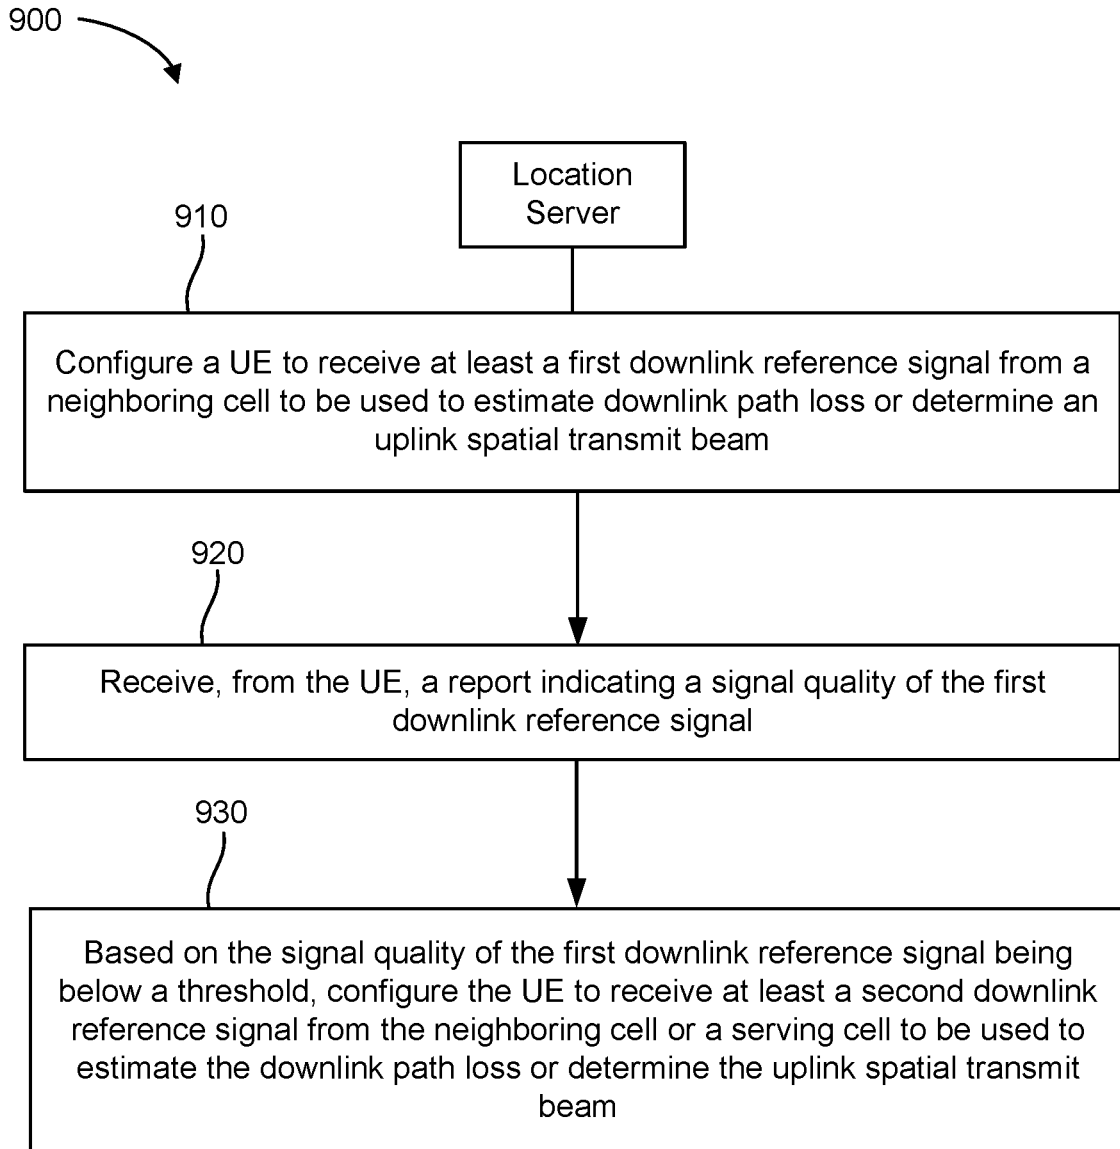 900
Location
Server
910
Configure a UE to receive at least a first downlink reference signal from a
neighboring cell to be used to estimate downlink path loss or determine an
uplink spatial transmit beam
920
Receive, from the UE, a report indicating a signal quality of the first
downlink reference signal
930
Based on the signal quality of the first downlink reference signal being
below a threshold, configure the UE to receive at least a second downlink
reference signal from the neighboring cell or a serving cell to be used to
estimate the downlink path loss or determine the uplink spatial transmit
beam